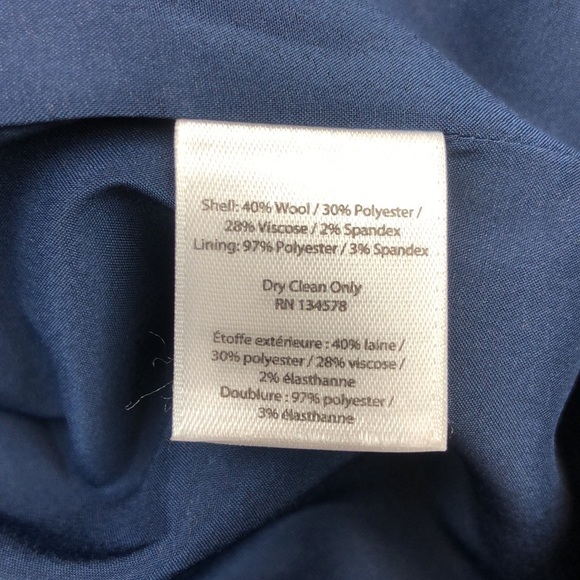 Shell: 40% Wool / 30% Polyester /
28% Viscose / 2% Spandex
Lining: 97% Polyester / 3% Spandex
Dry Clean Only
RN 134578
Étoffe extérieure : 40% laine /
30% polyester / 28% viscose /
2% élasthanne
Doublure : 97% polyester /
3% élasthanne